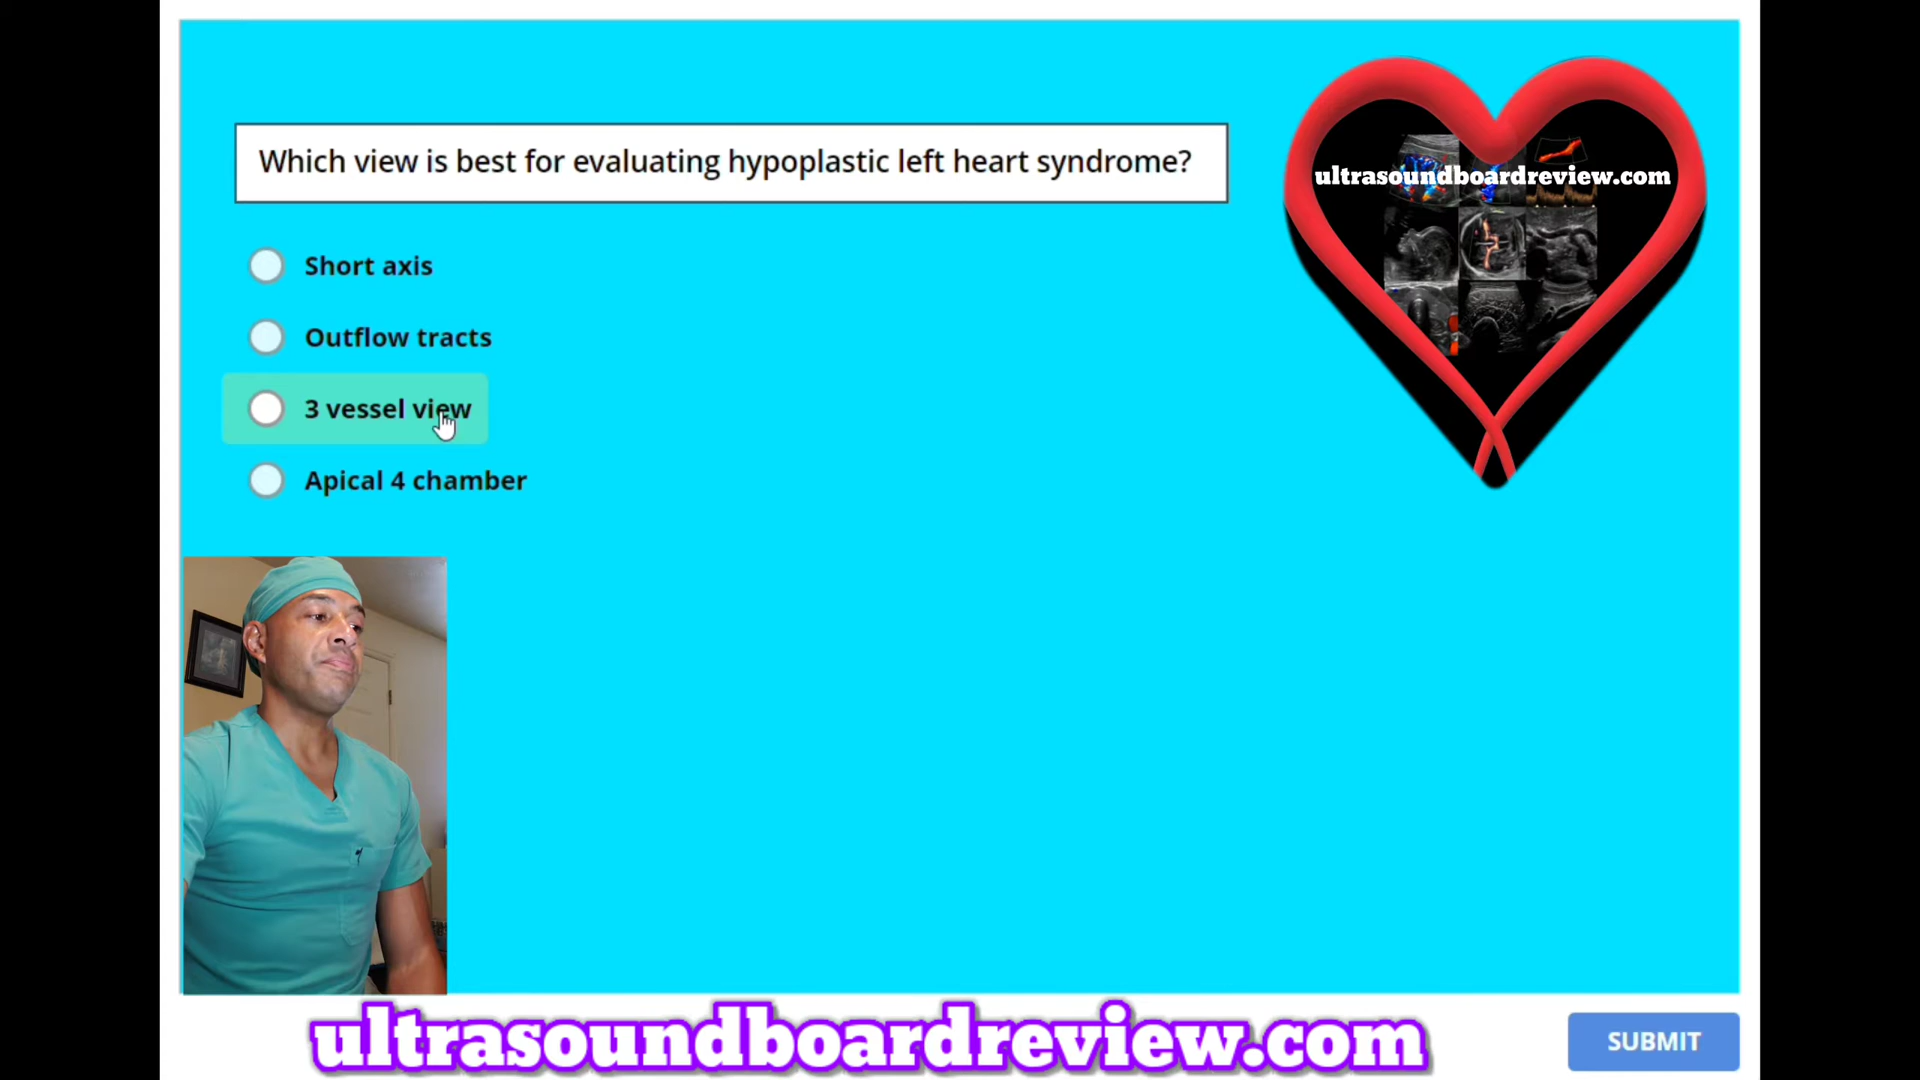 Which view is best for evaluating hypoplastic left heart syndrome?
ultrasoundboardreview.com
Short axis
Outflow tracts
3 vessel view
Apical 4 chamber
ultrasoundboardreview.com
SUBMIT